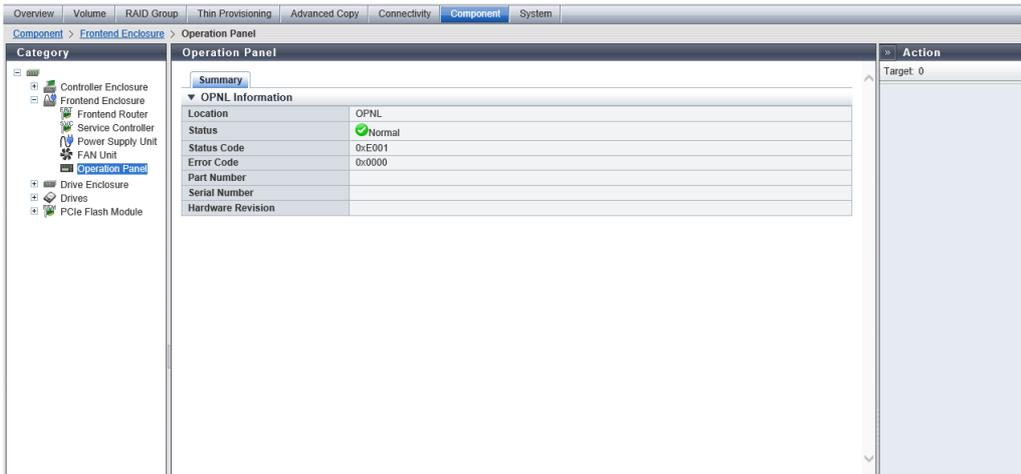 Overview Volume RAID Group Thin Provisioning Advanced Copy Connectivity Component System
Component > Frontend Enclosure > Operation Panel
Category
Controller Enclosure
Frontend Enclosure
Frontend Router
Service Controller
Power Supply Unit
FAN Unit
Operation Panel
Drive Enclosure
Drives
PCIe Flash Module
Operation Panel
Summary
▼ OPNL Information
Location OPNL
Status Normal
Status Code 0xE001
Error Code 0x0000
Part Number
Serial Number
Hardware Revision
» Action
Target: 0